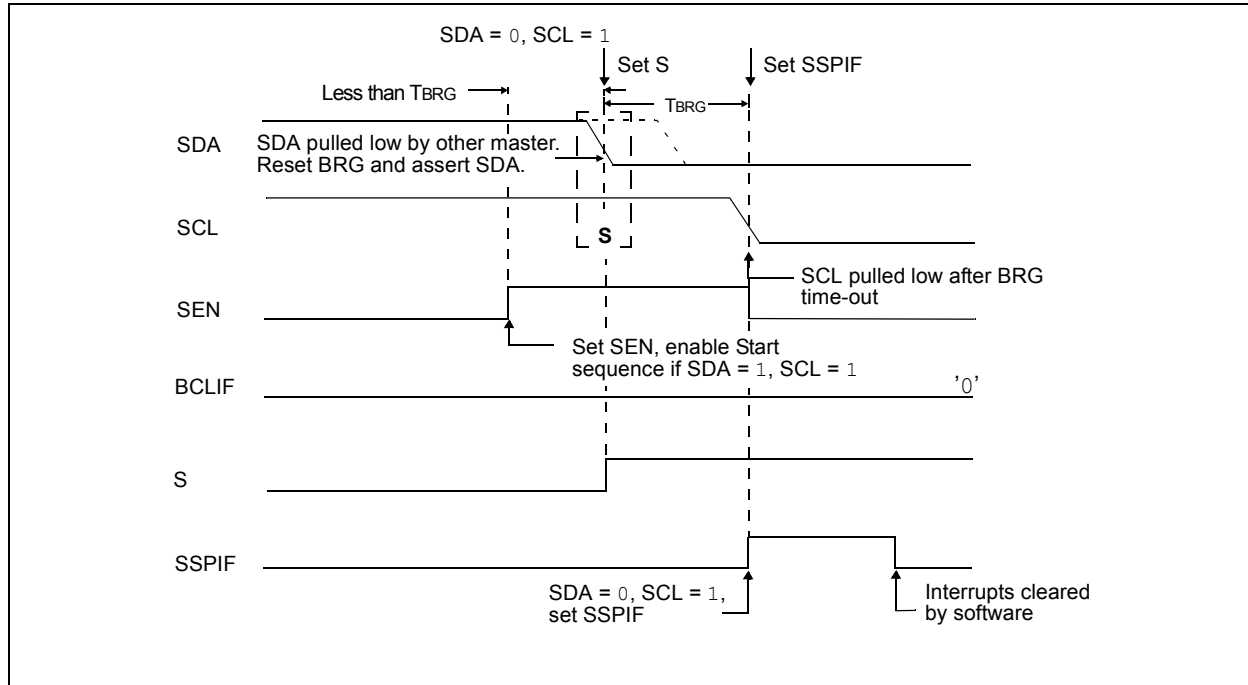 SDA = 0, SCL = 1
Set S
Set SSPIF
Less than TBRG
TBRG
SDA
SDA pulled low by other master.
Reset BRG and assert SDA.
SCL
S
SCL pulled low after BRG
time-out
SEN
Set SEN, enable Start
sequence if SDA = 1, SCL = 1
BCLIF
'0'
S
SSPIF
SDA = 0, SCL = 1,
set SSPIF
Interrupts cleared
by software